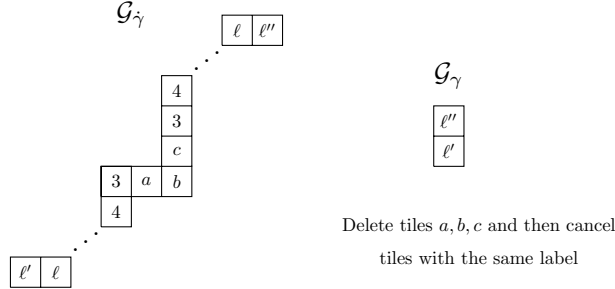 𝒢_γ̇
ℓ ℓ''
4
3
c
3 a b
4
ℓ' ℓ
𝒢_γ
ℓ''
ℓ'
Delete tiles a, b, c and then cancel
tiles with the same label